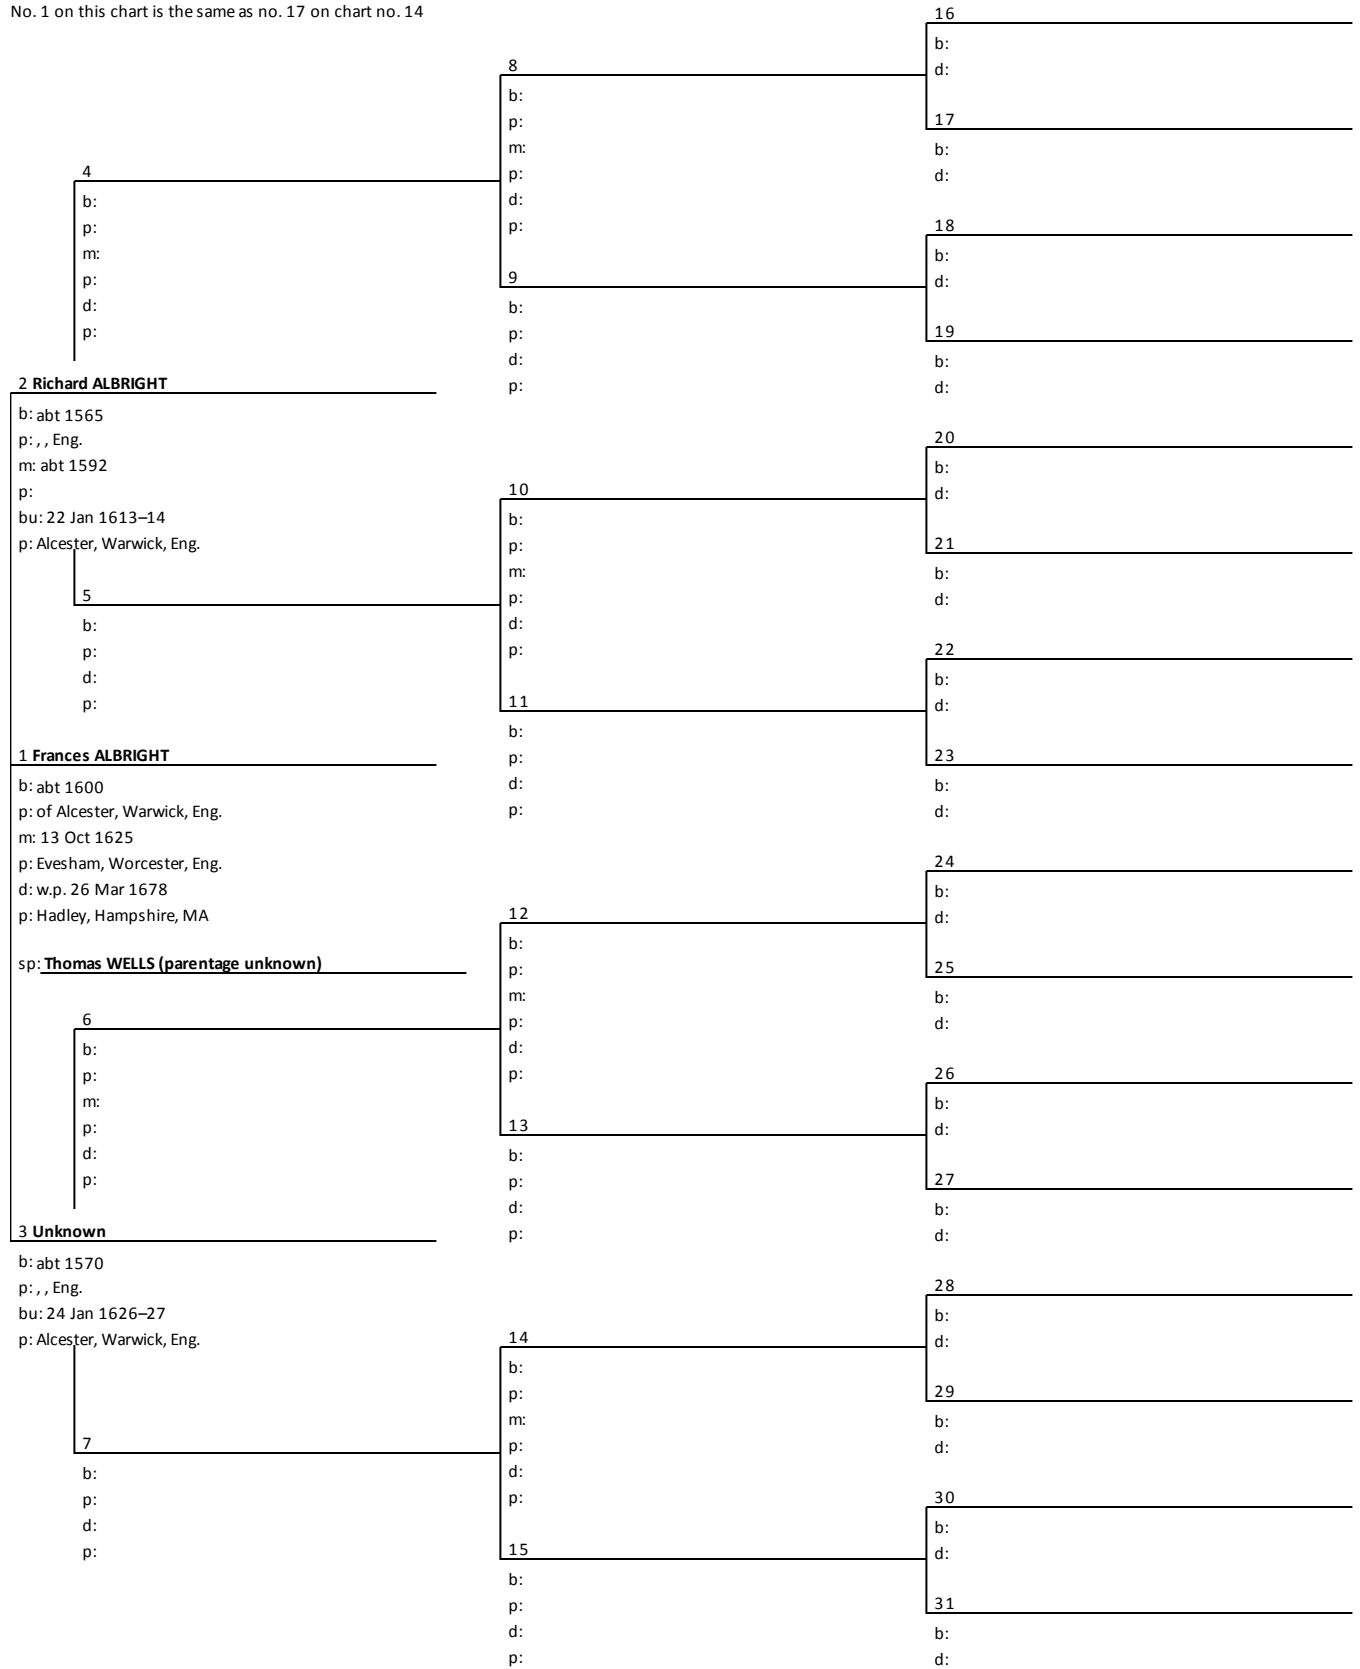 No. 1 on this chart is the same as no. 17 on chart no. 14
4
b:
p:
m:
p:
d:
p:
2 Richard ALBRIGHT
b: abt 1565
p: , , Eng.
m: abt 1592
p:
bu: 22 Jan 1613–14
p: Alcester, Warwick, Eng.
5
b:
p:
d:
p:
1 Frances ALBRIGHT
b: abt 1600
p: of Alcester, Warwick, Eng.
m: 13 Oct 1625
p: Evesham, Worcester, Eng.
d: w.p. 26 Mar 1678
p: Hadley, Hampshire, MA
sp: Thomas WELLS (parentage unknown)
6
b:
p:
m:
p:
d:
p:
3 Unknown
b: abt 1570
p: , , Eng.
bu: 24 Jan 1626–27
p: Alcester, Warwick, Eng.
7
b:
p:
d:
p:
8
b:
p:
m:
p:
d:
p:
9
b:
p:
d:
p:
10
b:
p:
m:
p:
d:
p:
11
b:
p:
d:
p:
12
b:
p:
m:
p:
d:
p:
13
b:
p:
d:
p:
14
b:
p:
m:
p:
d:
p:
15
b:
p:
d:
p:
16
b:
d:
17
b:
d:
18
b:
d:
19
b:
d:
20
b:
d:
21
b:
d:
22
b:
d:
23
b:
d:
24
b:
d:
25
b:
d:
26
b:
d:
27
b:
d:
28
b:
d:
29
b:
d:
30
b:
d:
31
b:
d: